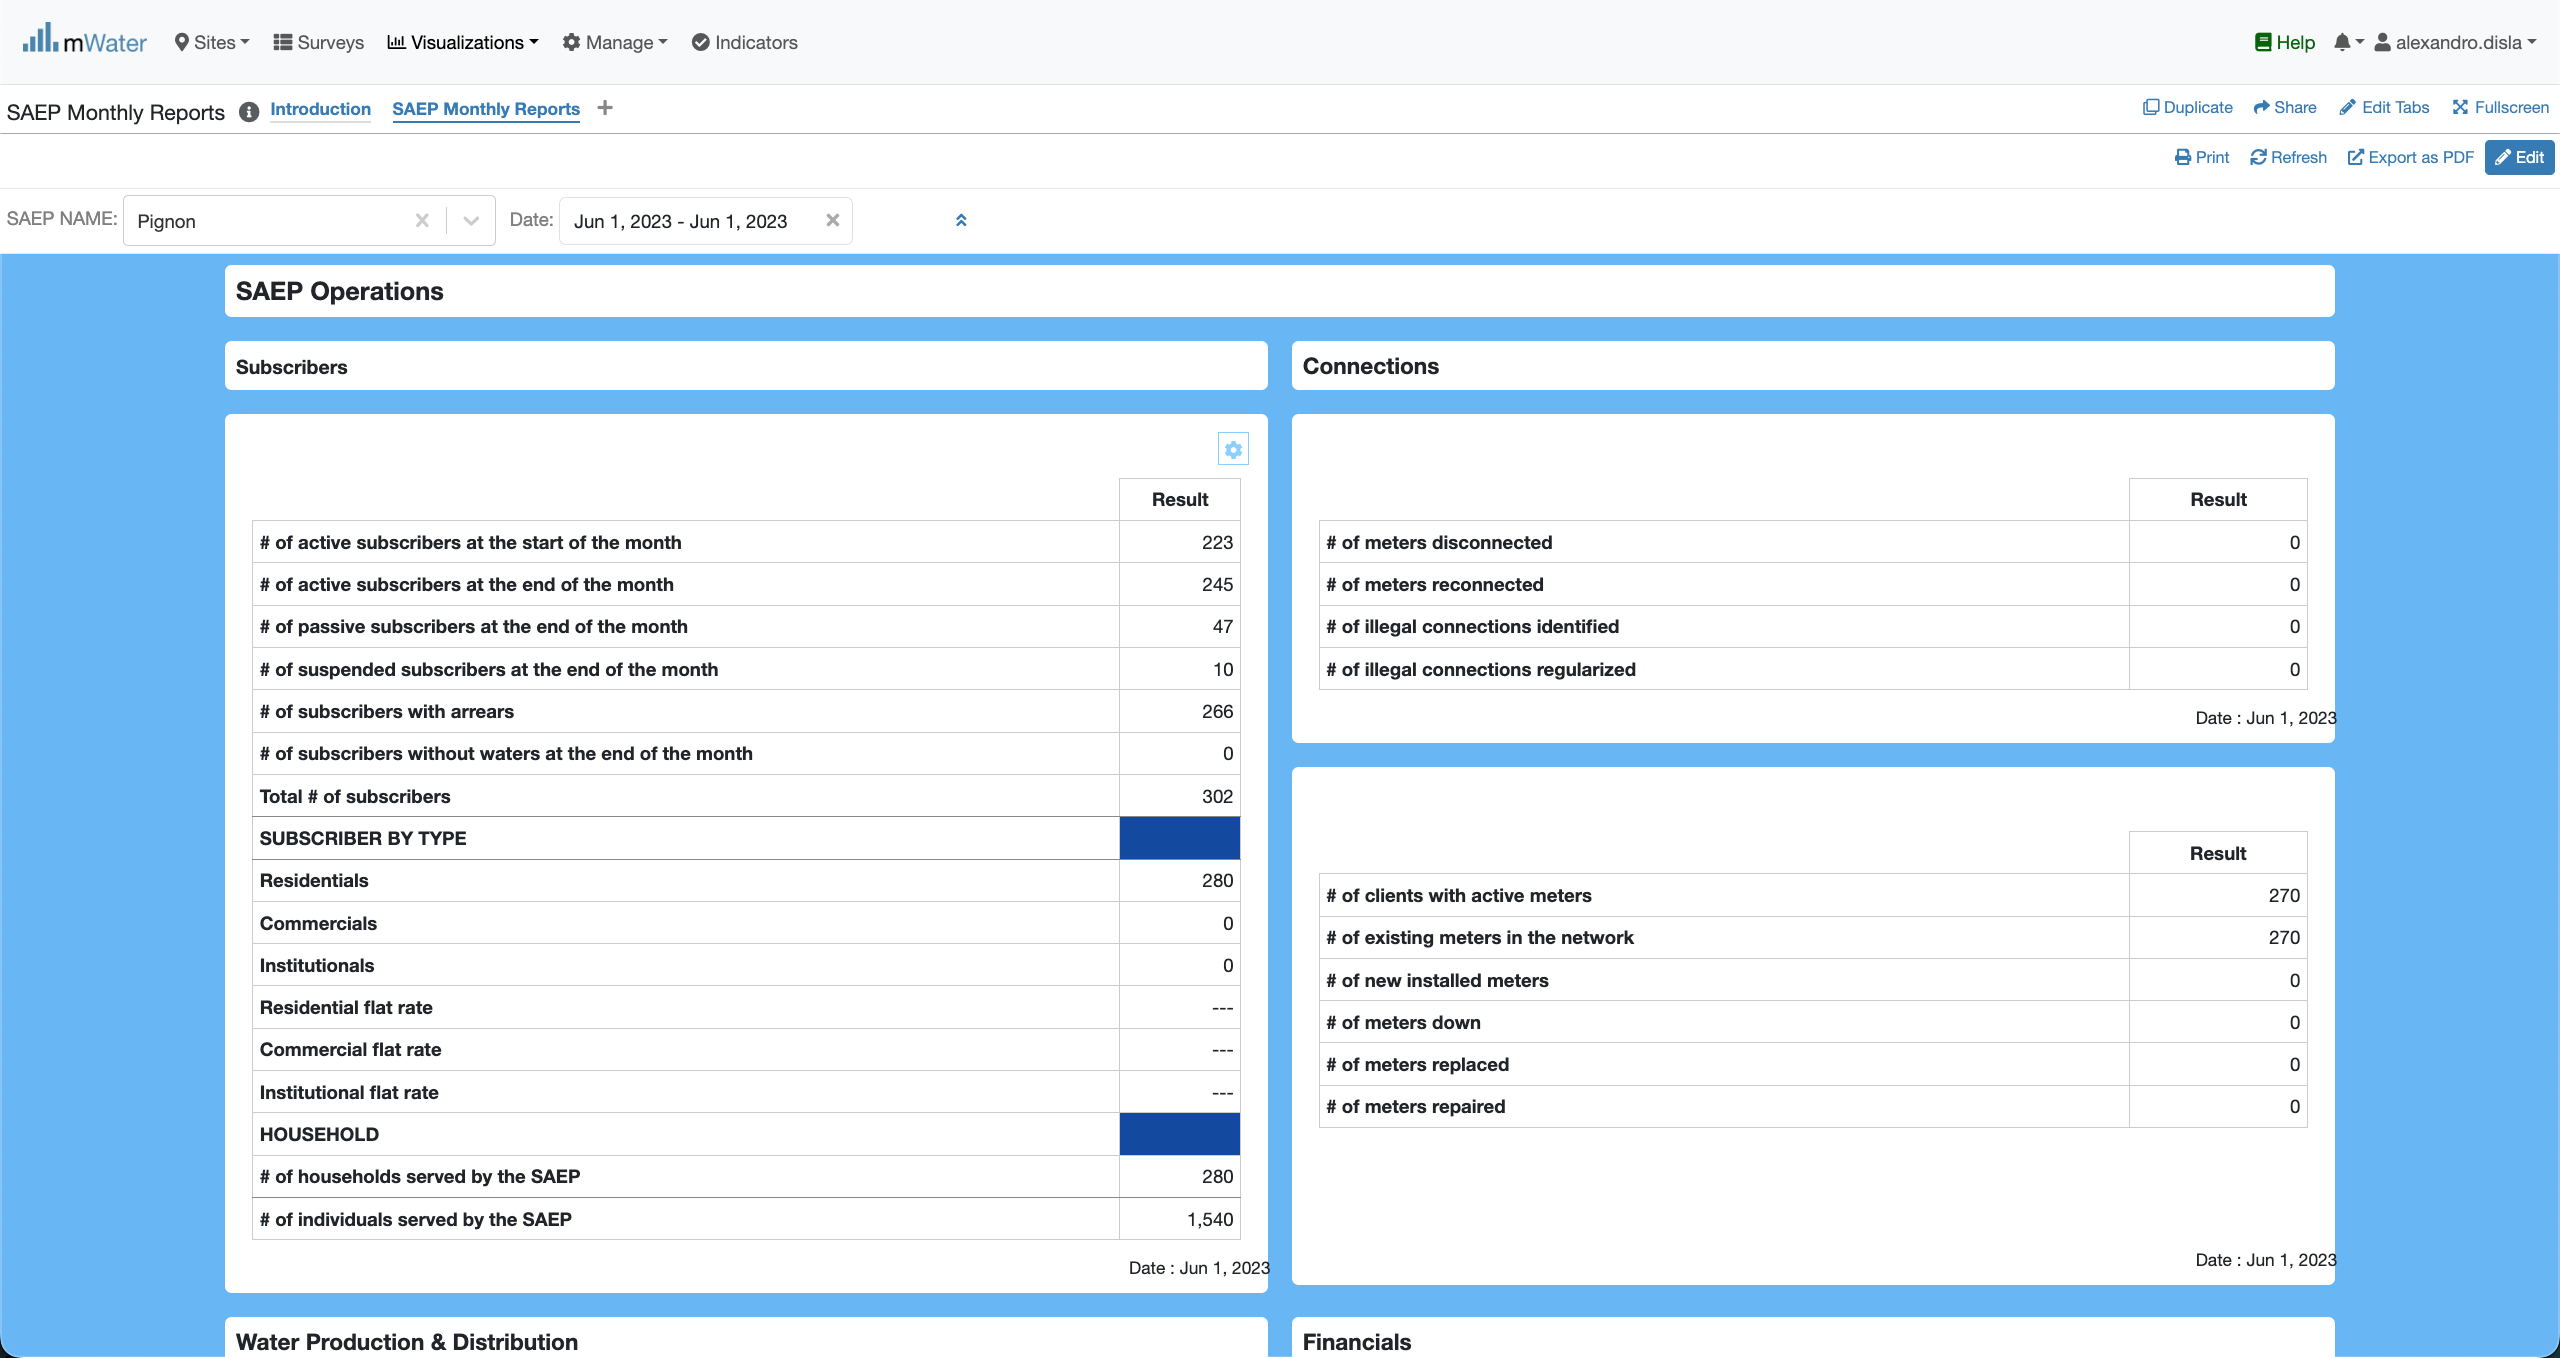 mWater Sites Surveys Visualizations Manage Indicators Help alexandro.disla
SAEP Monthly Reports Introduction SAEP Monthly Reports Duplicate Share Edit Tabs Fullscreen
Print Refresh Export as PDF Edit
SAEP NAME: Pignon Date: Jun 1, 2023 - Jun 1, 2023
SAEP Operations
Subscribers
Result
# of active subscribers at the start of the month 223
# of active subscribers at the end of the month 245
# of passive subscribers at the end of the month 47
# of suspended subscribers at the end of the month 10
# of subscribers with arrears 266
# of subscribers without waters at the end of the month 0
Total # of subscribers 302
SUBSCRIBER BY TYPE
Residentials 280
Commercials 0
Institutionals 0
Residential flat rate ---
Commercial flat rate ---
Institutional flat rate ---
HOUSEHOLD
# of households served by the SAEP 280
# of individuals served by the SAEP 1,540
Date : Jun 1, 2023
Connections
Result
# of meters disconnected 0
# of meters reconnected 0
# of illegal connections identified 0
# of illegal connections regularized 0
Date : Jun 1, 2023
Result
# of clients with active meters 270
# of existing meters in the network 270
# of new installed meters 0
# of meters down 0
# of meters replaced 0
# of meters repaired 0
Date : Jun 1, 2023
Water Production & Distribution
Financials